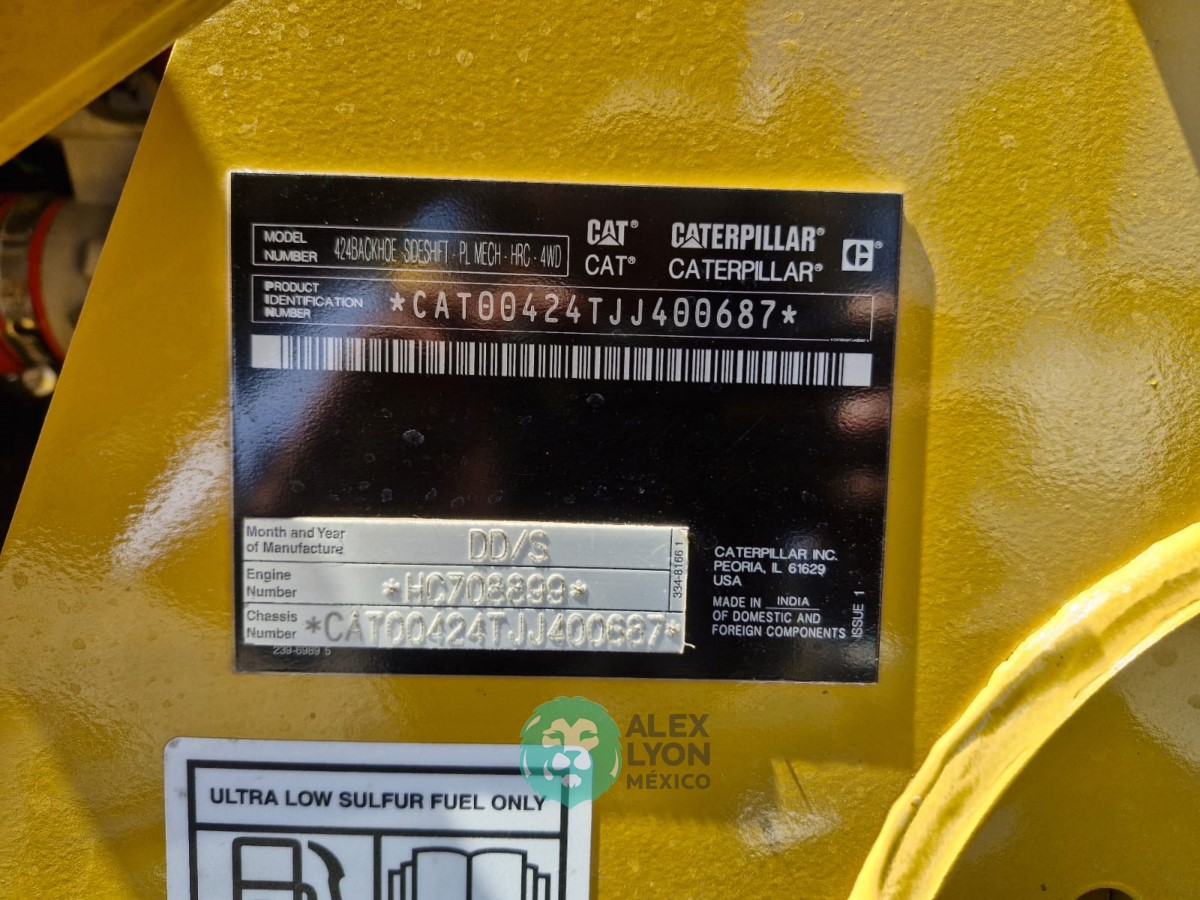 MODEL NUMBER 424BACKHOE - SIDESHIFT - PL MECH - HRC - 4WD
CAT® CATERPILLAR®
CAT® CATERPILLAR®
PRODUCT IDENTIFICATION NUMBER *CAT00424TJJ400687*
Month and Year of Manufacture DD/S
Engine Number *HC708899*
Chassis Number *CAT00424TJJ400687*
334-8166 1
239-6989 5
CATERPILLAR INC.
PEORIA, IL 61629
USA
MADE IN INDIA
OF DOMESTIC AND
FOREIGN COMPONENTS
ISSUE 1
ALEX
LYON
MÉXICO
ULTRA LOW SULFUR FUEL ONLY